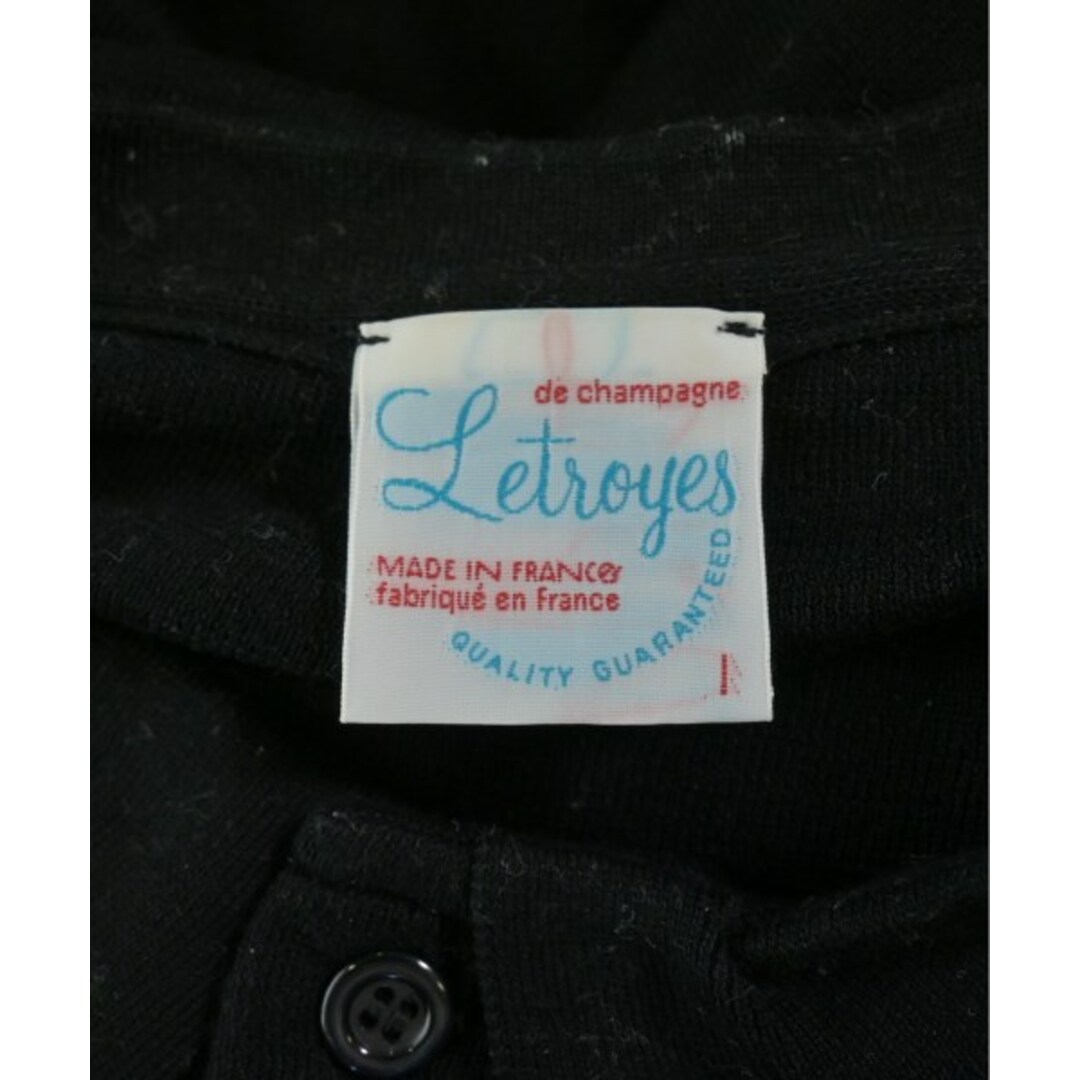 de champagne
Letroyes
MADE IN FRANCE
fabriqué en France
QUALITY GUARANTEED